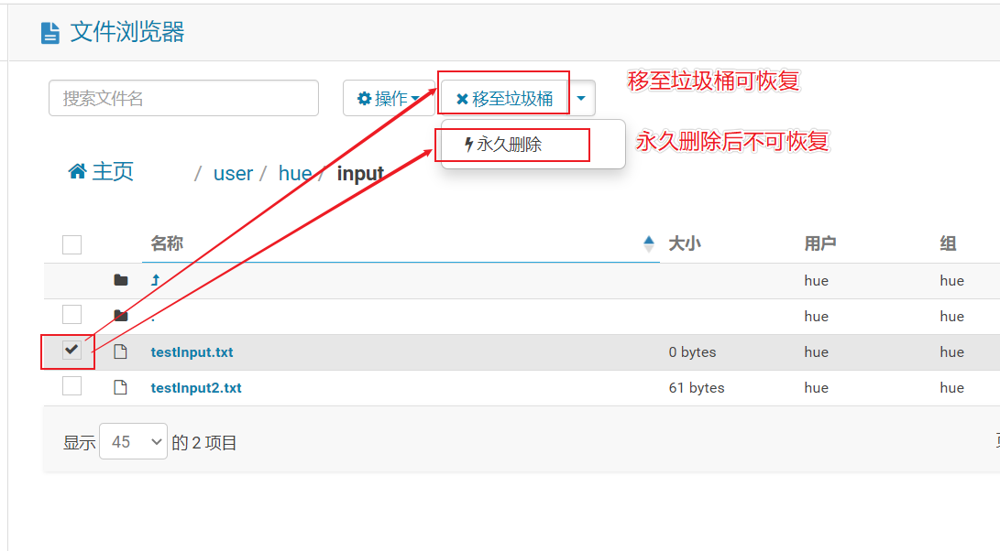 文件浏览器
搜索文件名 操作 移至垃圾桶 移至垃圾桶可恢复
永久删除 永久删除后不可恢复
主页 / user / hue / input
名称 大小 用户 组
hue hue
. hue hue
testInput.txt 0 bytes hue hue
testInput2.txt 61 bytes hue hue
显示 45 的 2 项目